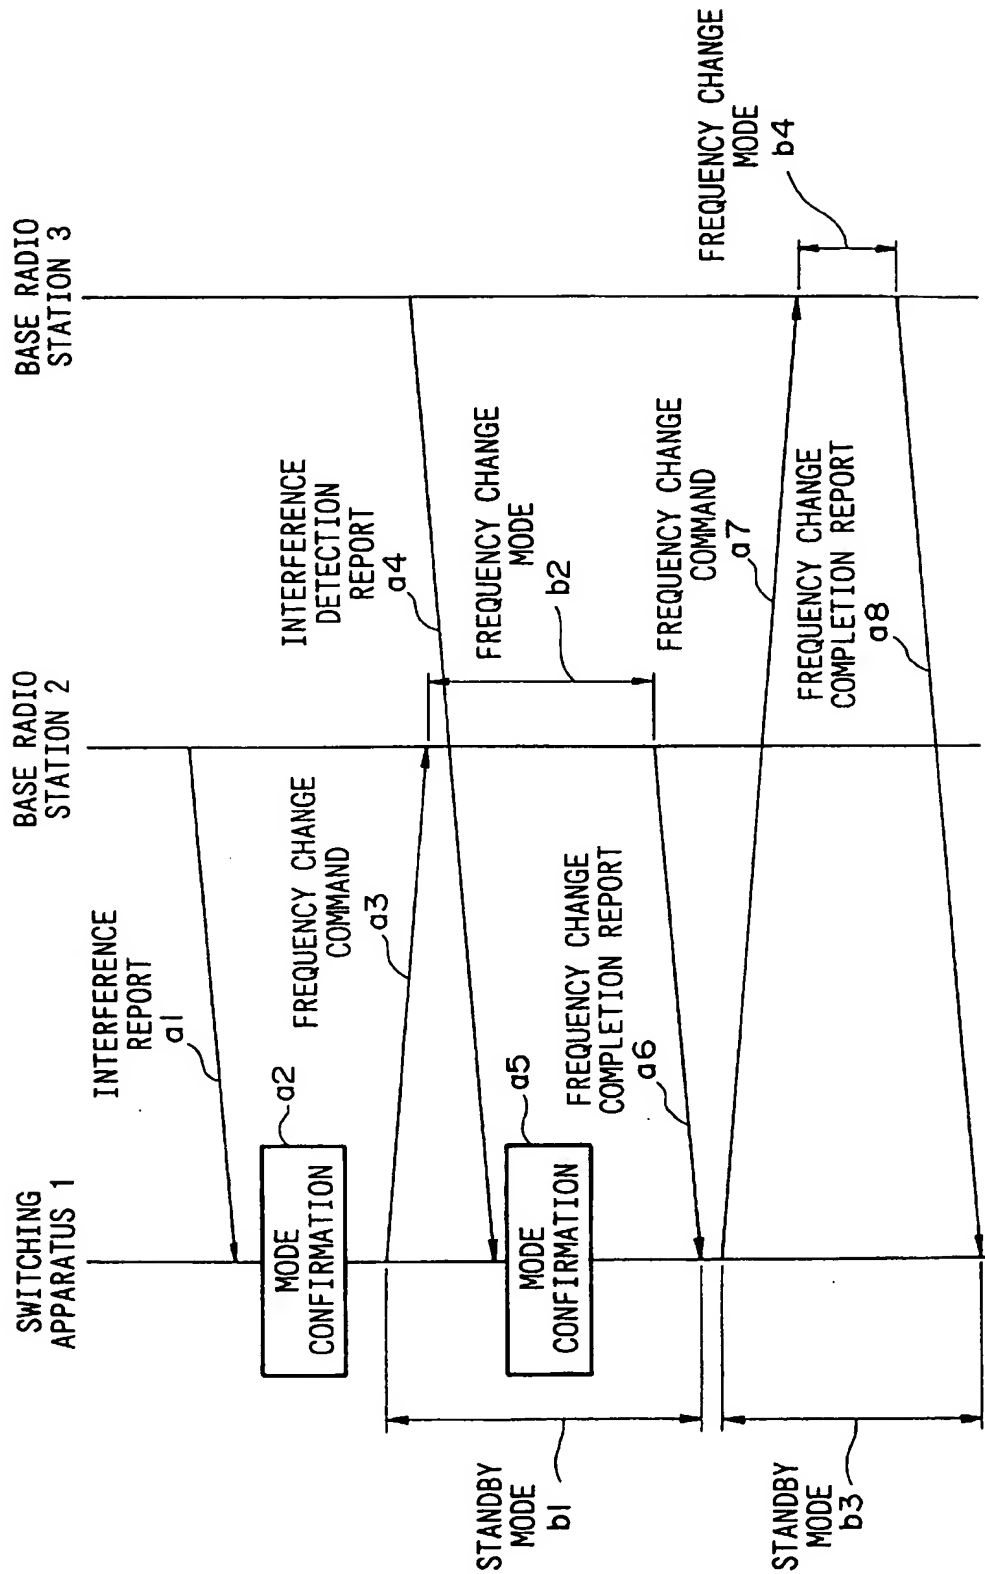 SWITCHING
APPARATUS 1
BASE RADIO
STATION 2
BASE RADIO
STATION 3
INTERFERENCE
REPORT
a1
MODE
CONFIRMATION
a2
FREQUENCY CHANGE
COMMAND
a3
INTERFERENCE
DETECTION
REPORT
a4
FREQUENCY CHANGE
MODE
b2
MODE
CONFIRMATION
a5
STANDBY
MODE
b1
FREQUENCY CHANGE
COMPLETION REPORT
a6
FREQUENCY CHANGE
COMMAND
a7
FREQUENCY CHANGE
MODE
b4
FREQUENCY CHANGE
COMPLETION REPORT
a8
STANDBY
MODE
b3